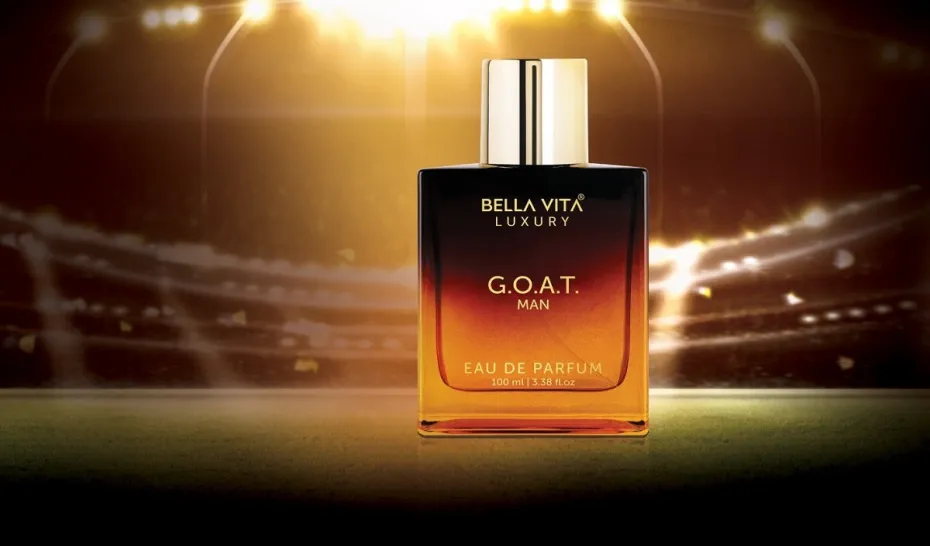 BELLA VITA®
LUXURY
G.O.A.T.
MAN
EAU DE PARFUM
100 ml | 3.38 fl.oz